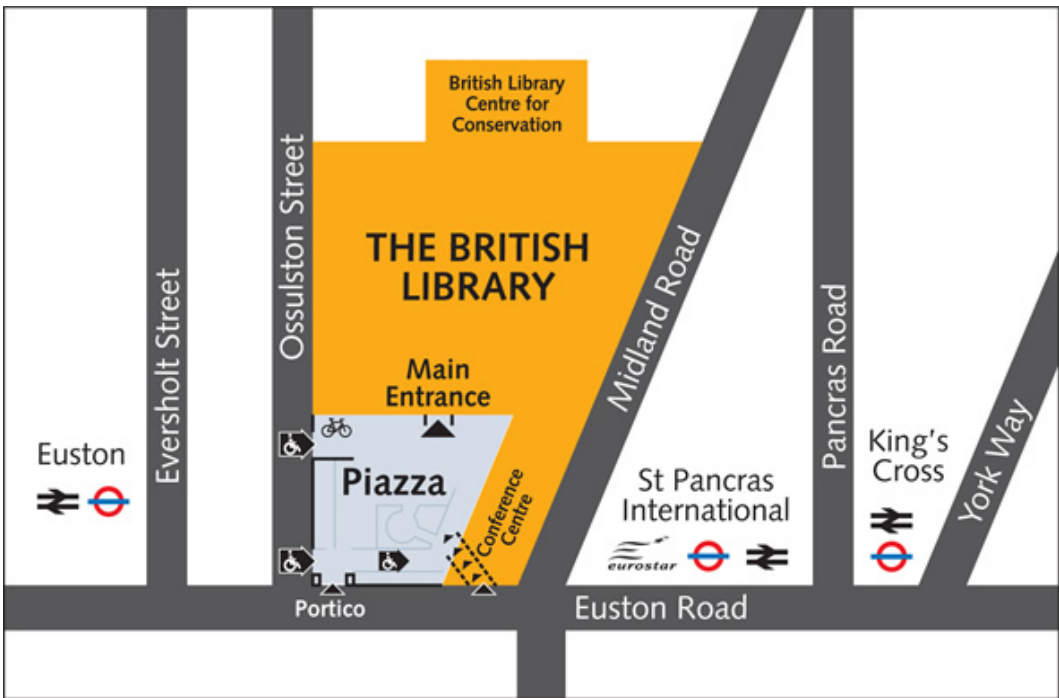 British Library
Centre for
Conservation
THE BRITISH
LIBRARY
Main
Entrance
Piazza
Conference
Centre
Portico
Eversholt Street
Ossulston Street
Midland Road
Pancras Road
York Way
Euston Road
Euston
St Pancras
International
eurostar
King's
Cross